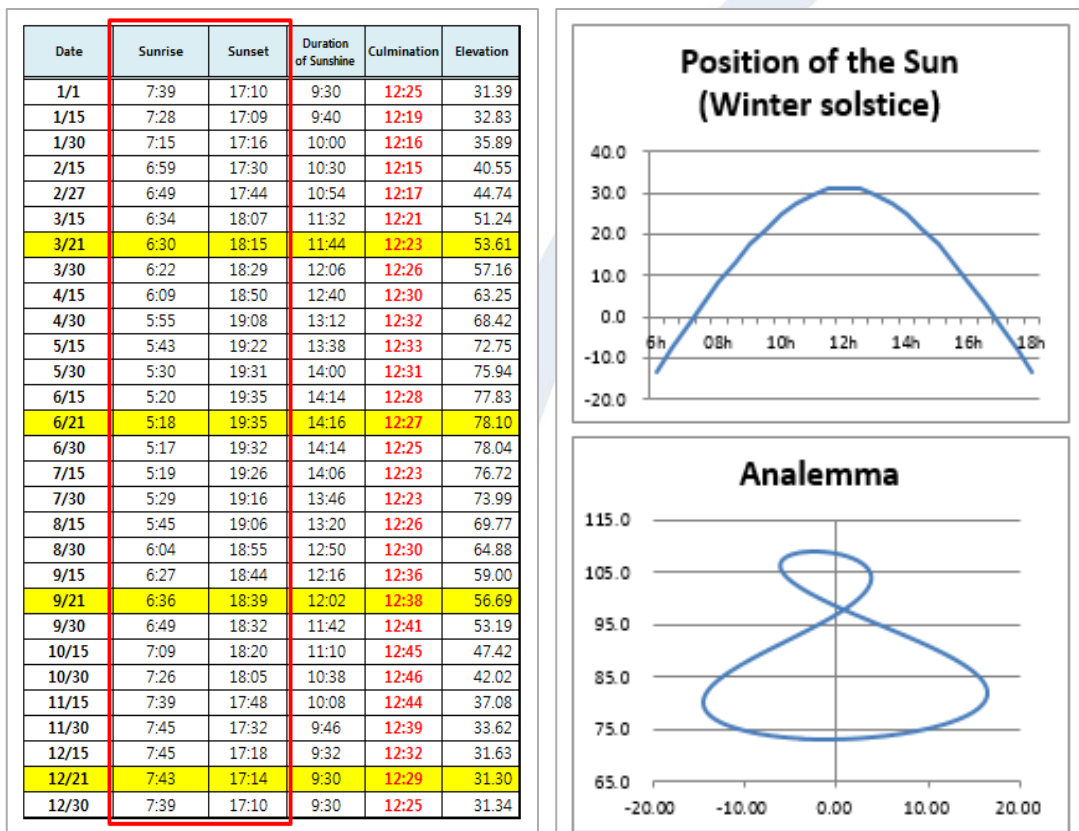 Date Sunrise Sunset Duration of Sunshine Culmination Elevation
1/1 7:39 17:10 9:30 12:25 31.39
1/15 7:28 17:09 9:40 12:19 32.83
1/30 7:15 17:16 10:00 12:16 35.89
2/15 6:59 17:30 10:30 12:15 40.55
2/27 6:49 17:44 10:54 12:17 44.74
3/15 6:34 18:07 11:32 12:21 51.24
3/21 6:30 18:15 11:44 12:23 53.61
3/30 6:22 18:29 12:06 12:26 57.16
4/15 6:09 18:50 12:40 12:30 63.25
4/30 5:55 19:08 13:12 12:32 68.42
5/15 5:43 19:22 13:38 12:33 72.75
5/30 5:30 19:31 14:00 12:31 75.94
6/15 5:20 19:35 14:14 12:28 77.83
6/21 5:18 19:35 14:16 12:27 78.10
6/30 5:17 19:32 14:14 12:25 78.04
7/15 5:19 19:26 14:06 12:23 76.72
7/30 5:29 19:16 13:46 12:23 73.99
8/15 5:45 19:06 13:20 12:26 69.77
8/30 6:04 18:55 12:50 12:30 64.88
9/15 6:27 18:44 12:16 12:36 59.00
9/21 6:36 18:39 12:02 12:38 56.69
9/30 6:49 18:32 11:42 12:41 53.19
10/15 7:09 18:20 11:10 12:45 47.42
10/30 7:26 18:05 10:38 12:46 42.02
11/15 7:39 17:48 10:08 12:44 37.08
11/30 7:45 17:32 9:46 12:39 33.62
12/15 7:45 17:18 9:32 12:32 31.63
12/21 7:43 17:14 9:30 12:29 31.30
12/30 7:39 17:10 9:30 12:25 31.34
Position of the Sun
(Winter solstice)
40.0
30.0
20.0
10.0
0.0
6h 08h 10h 12h 14h 16h 18h
-10.0
-20.0
Analemma
115.0
105.0
95.0
85.0
75.0
65.0
-20.00 -10.00 0.00 10.00 20.00